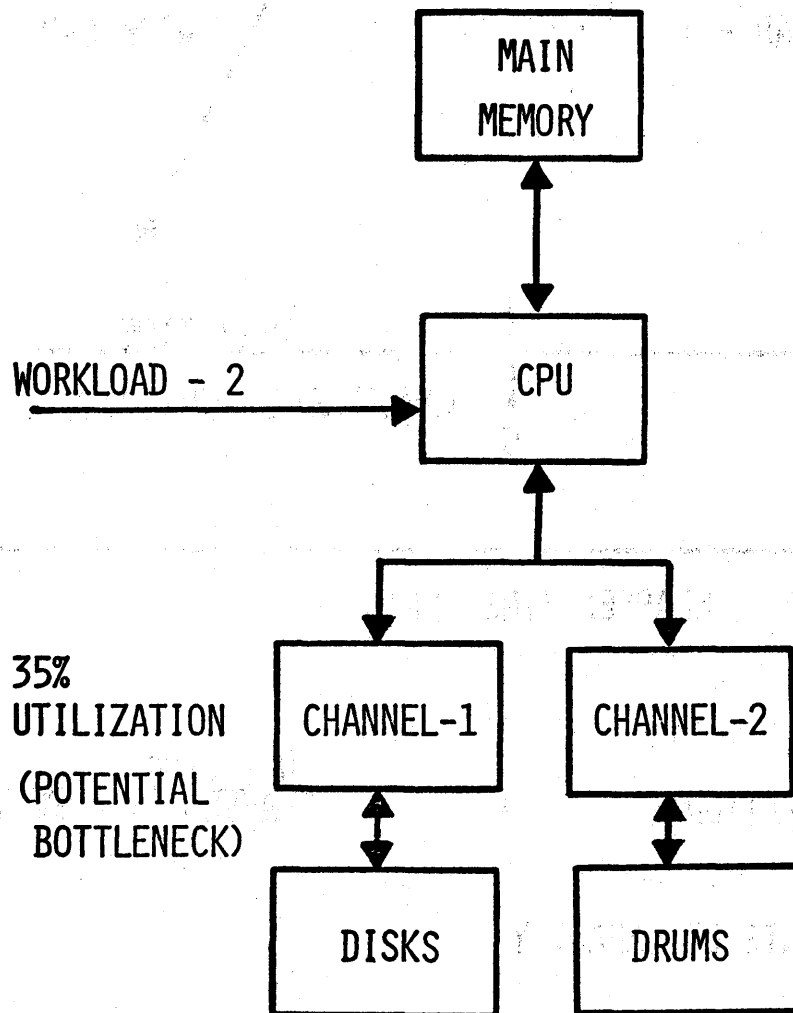 MAIN
MEMORY
WORKLOAD - 2
CPU
35%
UTILIZATION
(POTENTIAL
BOTTLENECK)
CHANNEL-1
CHANNEL-2
DISKS
DRUMS